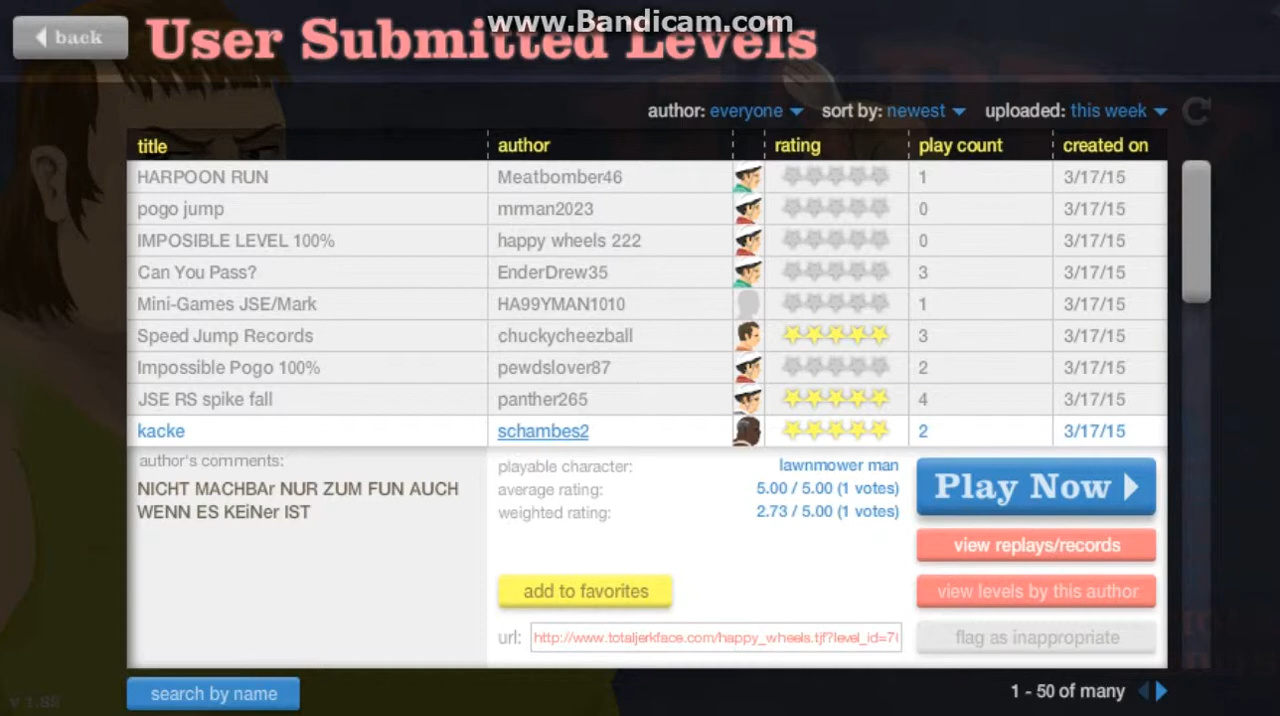 www.Bandicam.com
back
User Submitted Levels
author: everyone sort by: newest uploaded: this week
title author rating play count created on
HARPOON RUN Meatbomber46 1 3/17/15
pogo jump mrman2023 0 3/17/15
IMPOSIBLE LEVEL 100% happy wheels 222 0 3/17/15
Can You Pass? EnderDrew35 3 3/17/15
Mini-Games JSE/Mark HA99YMAN1010 1 3/17/15
Speed Jump Records chuckycheezball 3 3/17/15
Impossible Pogo 100% pewdslover87 2 3/17/15
JSE RS spike fall panther265 4 3/17/15
kacke schambes2 2 3/17/15
author's comments:
NICHT MACHBAr NUR ZUM FUN AUCH
WENN ES KEiNer IST
playable character: lawnmower man
average rating: 5.00 / 5.00 (1 votes)
weighted rating: 2.73 / 5.00 (1 votes)
Play Now
view replays/records
add to favorites
view levels by this author
url: http://www.totaljerkface.com/happy_wheels.tjf?level_id=7
flag as inappropriate
search by name
1 - 50 of many